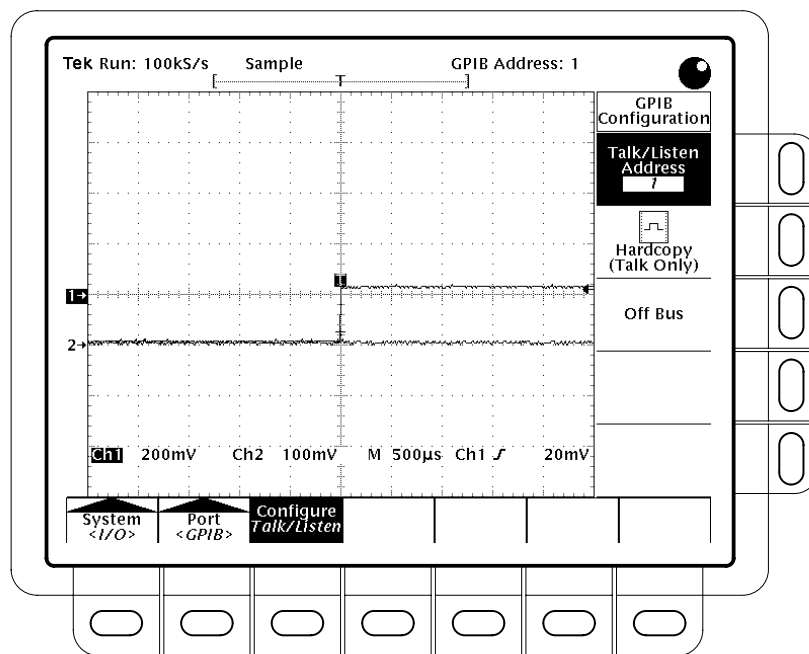 Tek Run: 100kS/s Sample GPIB Address: 1
[ T ]
GPIB
Configuration
Talk/Listen
Address
1
Hardcopy
(Talk Only)
Off Bus
T
1→
2→
Ch1 200mV Ch2 100mV M 500µs Ch1 20mV
System
<I/O>
Port
<GPIB>
Configure
Talk/Listen